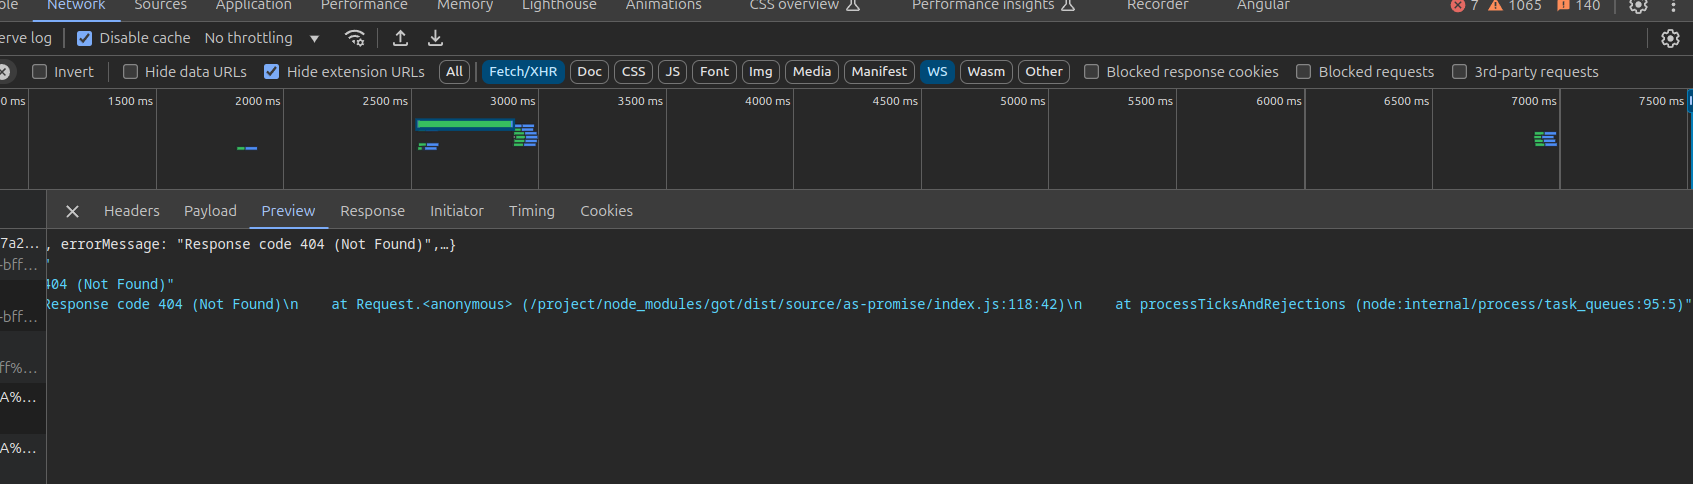 ole Network Sources Application Performance Memory Lighthouse Animations CSS overview Performance insights Recorder Angular 7 1065 140
erve log Disable cache No throttling
Invert Hide data URLs Hide extension URLs All Fetch/XHR Doc CSS JS Font Img Media Manifest WS Wasm Other Blocked response cookies Blocked requests 3rd-party requests
0 ms 1500 ms 2000 ms 2500 ms 3000 ms 3500 ms 4000 ms 4500 ms 5000 ms 5500 ms 6000 ms 6500 ms 7000 ms 7500 ms
Headers Payload Preview Response Initiator Timing Cookies
7a2... , errorMessage: "Response code 404 (Not Found)",…}
-bff... "
404 (Not Found)"
-bff... Response code 404 (Not Found)\n    at Request.<anonymous> (/project/node_modules/got/dist/source/as-promise/index.js:118:42)\n    at processTicksAndRejections (node:internal/process/task_queues:95:5)"
ff%...
A%...
A%...